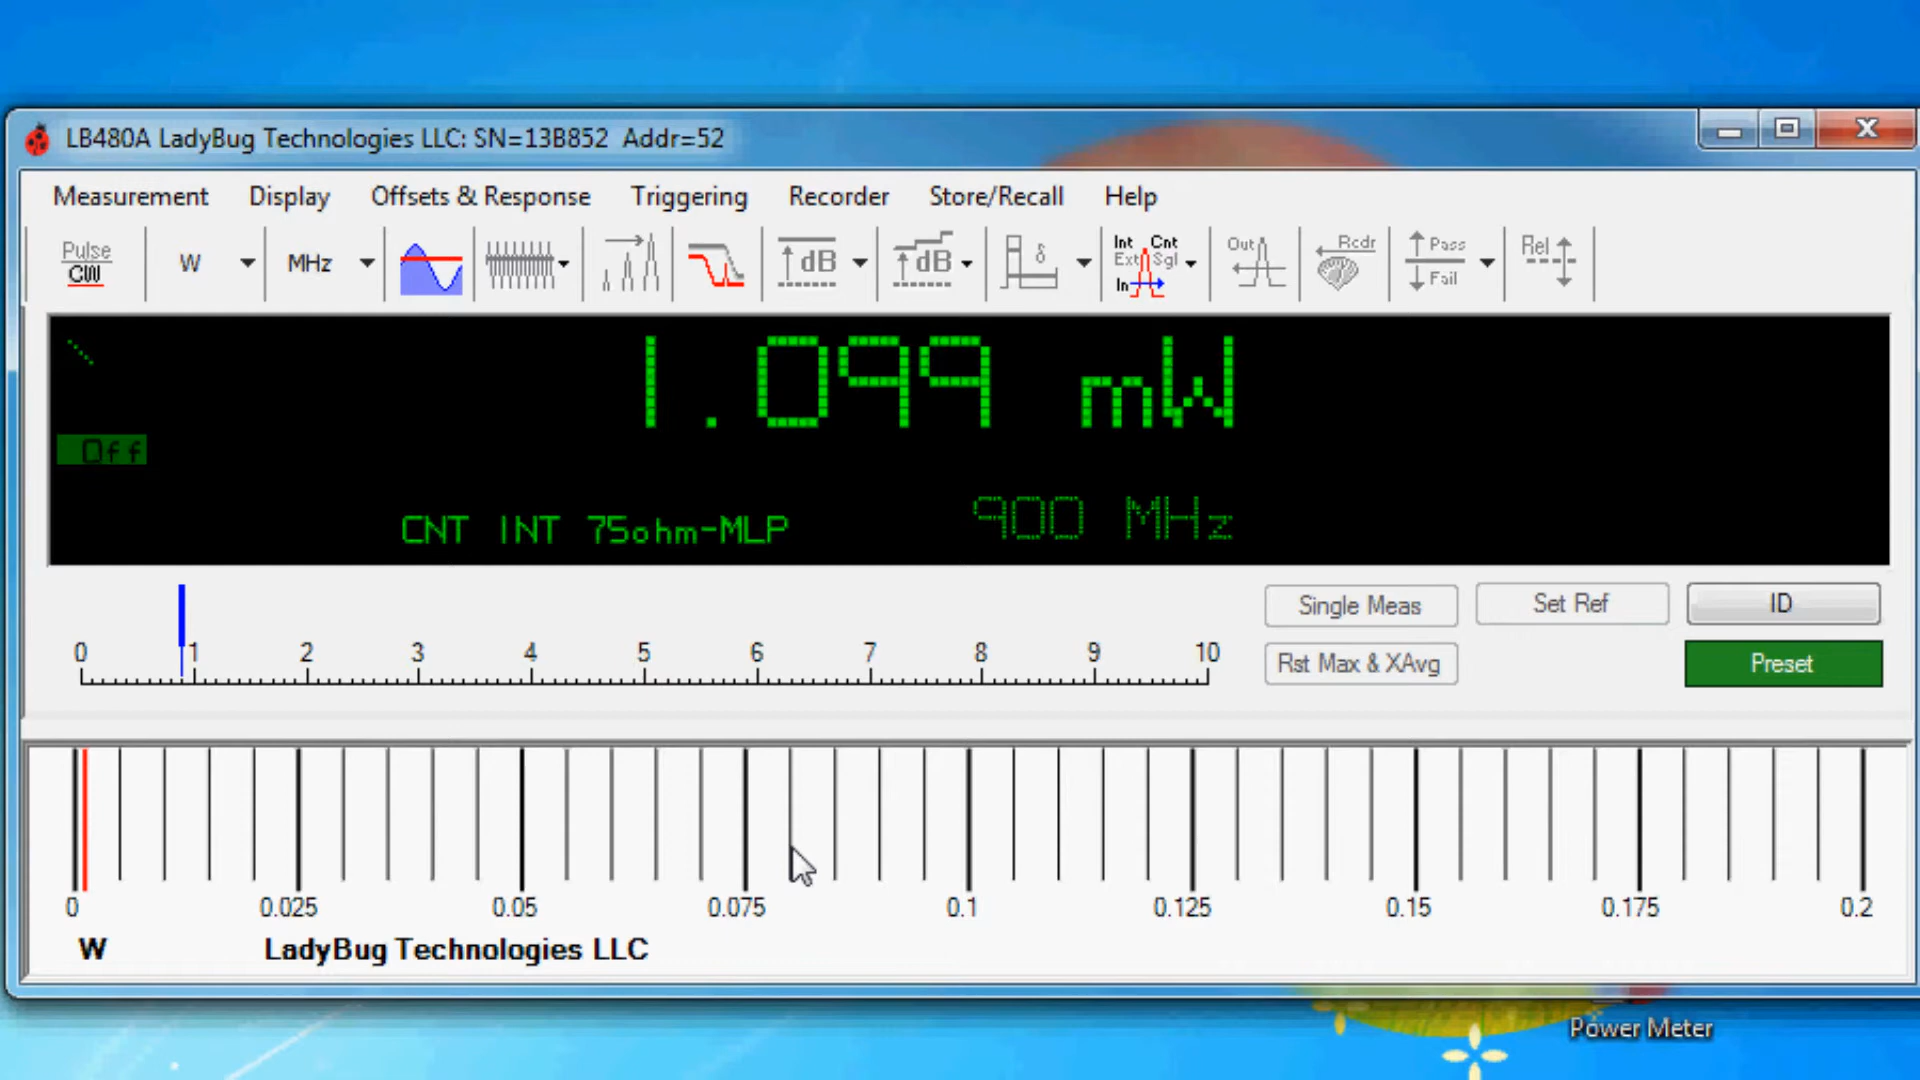 LB480A LadyBug Technologies LLC: SN=13B852 Addr=52
Measurement Display Offsets & Response Triggering Recorder Store/Recall Help
Pulse CW W MHz dB dB δ Int Cnt Ext Sgl In Out Rcdr Pass Fail Rel
1.099 mW
Off
CNT INT 75ohm-MLP 900 MHz
Single Meas Set Ref ID
0 1 2 3 4 5 6 7 8 9 10
Rst Max & XAvg Preset
0 0.025 0.05 0.075 0.1 0.125 0.15 0.175 0.2
W LadyBug Technologies LLC
Power Meter